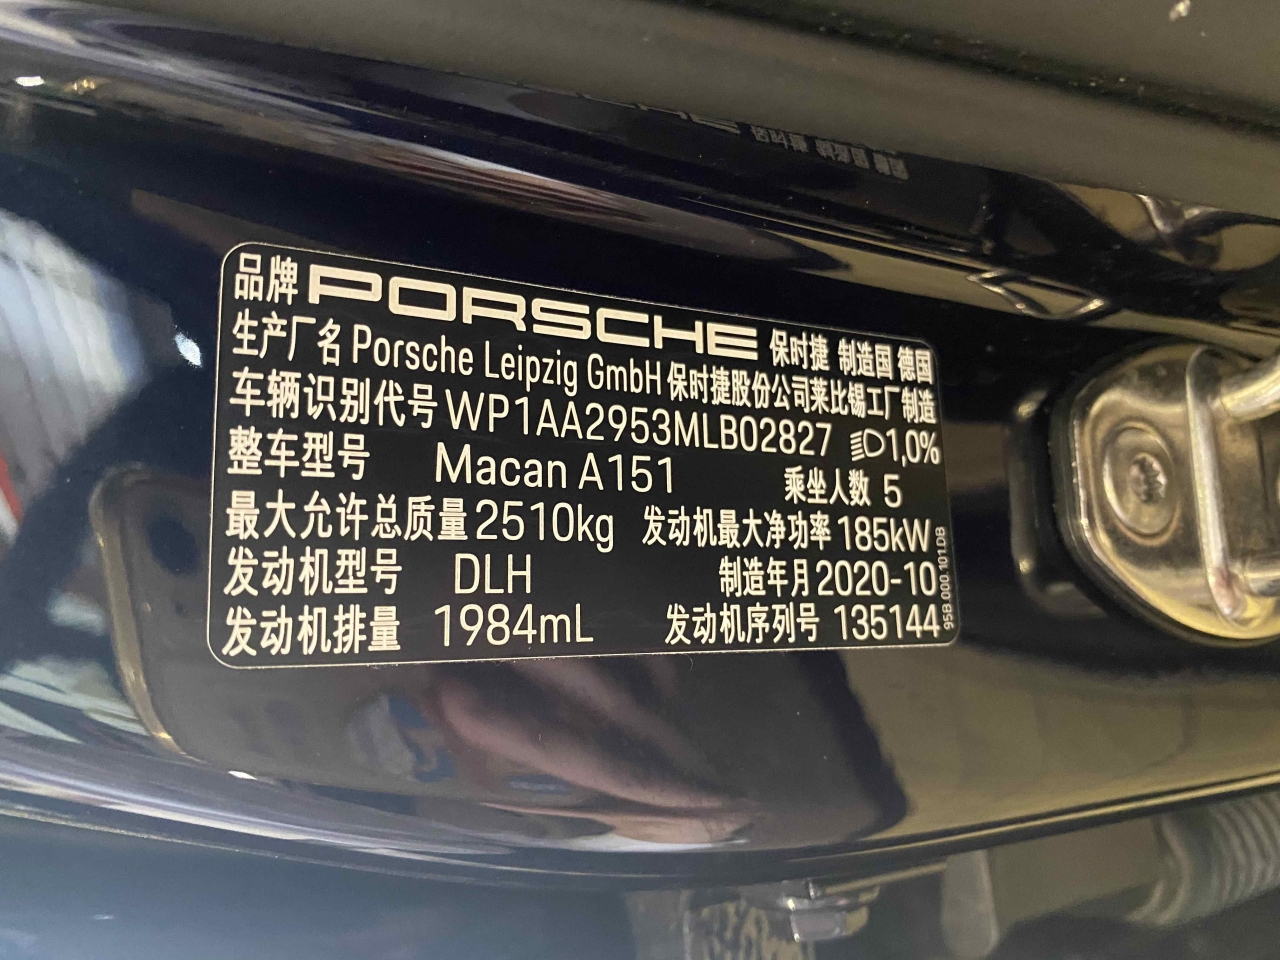 品牌 PORSCHE 保时捷 制造国 德国
生产厂名 Porsche Leipzig GmbH 保时捷股份公司莱比锡工厂制造
车辆识别代号 WP1AA2953MLB02827 1,0%
整车型号 Macan A151 乘坐人数 5
最大允许总质量 2510kg 发动机最大净功率 185kW
发动机型号 DLH 制造年月 2020-10
发动机排量 1984mL 发动机序列号 135144
95B.000.101.DB